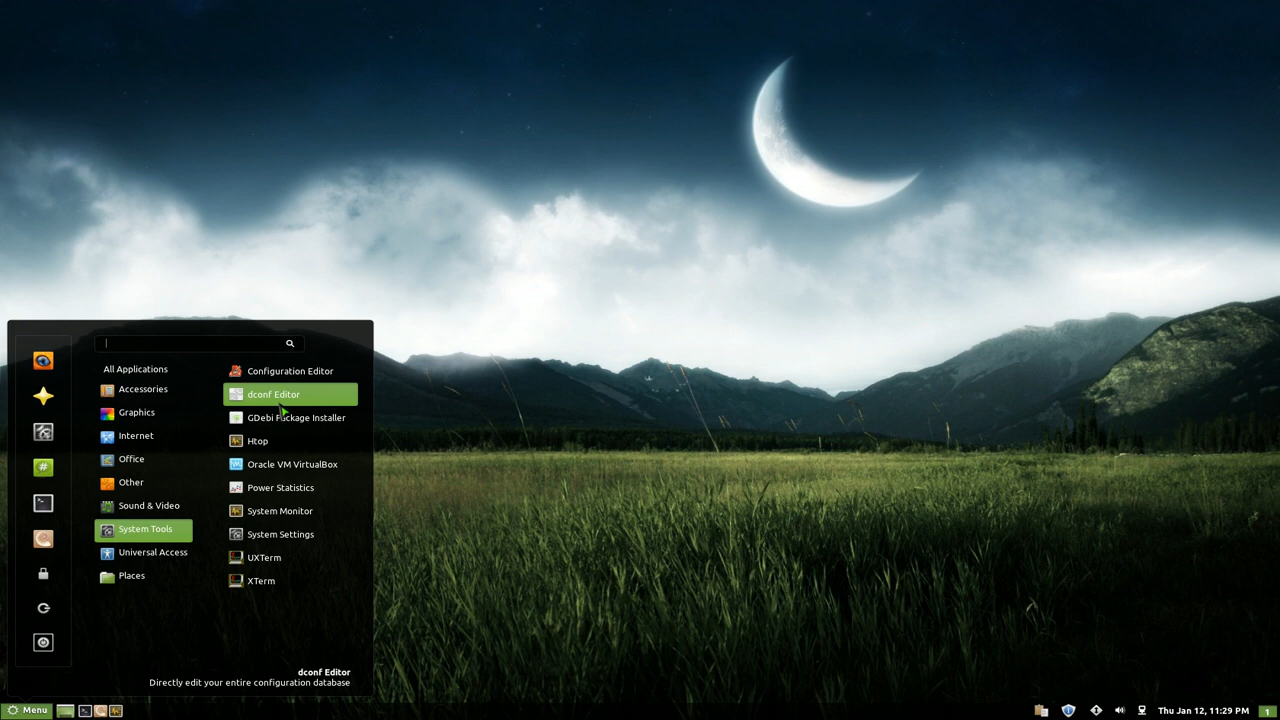 All Applications
Accessories
Graphics
Internet
Office
Other
Sound & Video
System Tools
Universal Access
Places
Configuration Editor
dconf Editor
GDebi Package Installer
Htop
Oracle VM VirtualBox
Power Statistics
System Monitor
System Settings
UXTerm
XTerm
dconf Editor
Directly edit your entire configuration database
Menu
Thu Jan 12, 11:29 PM
1